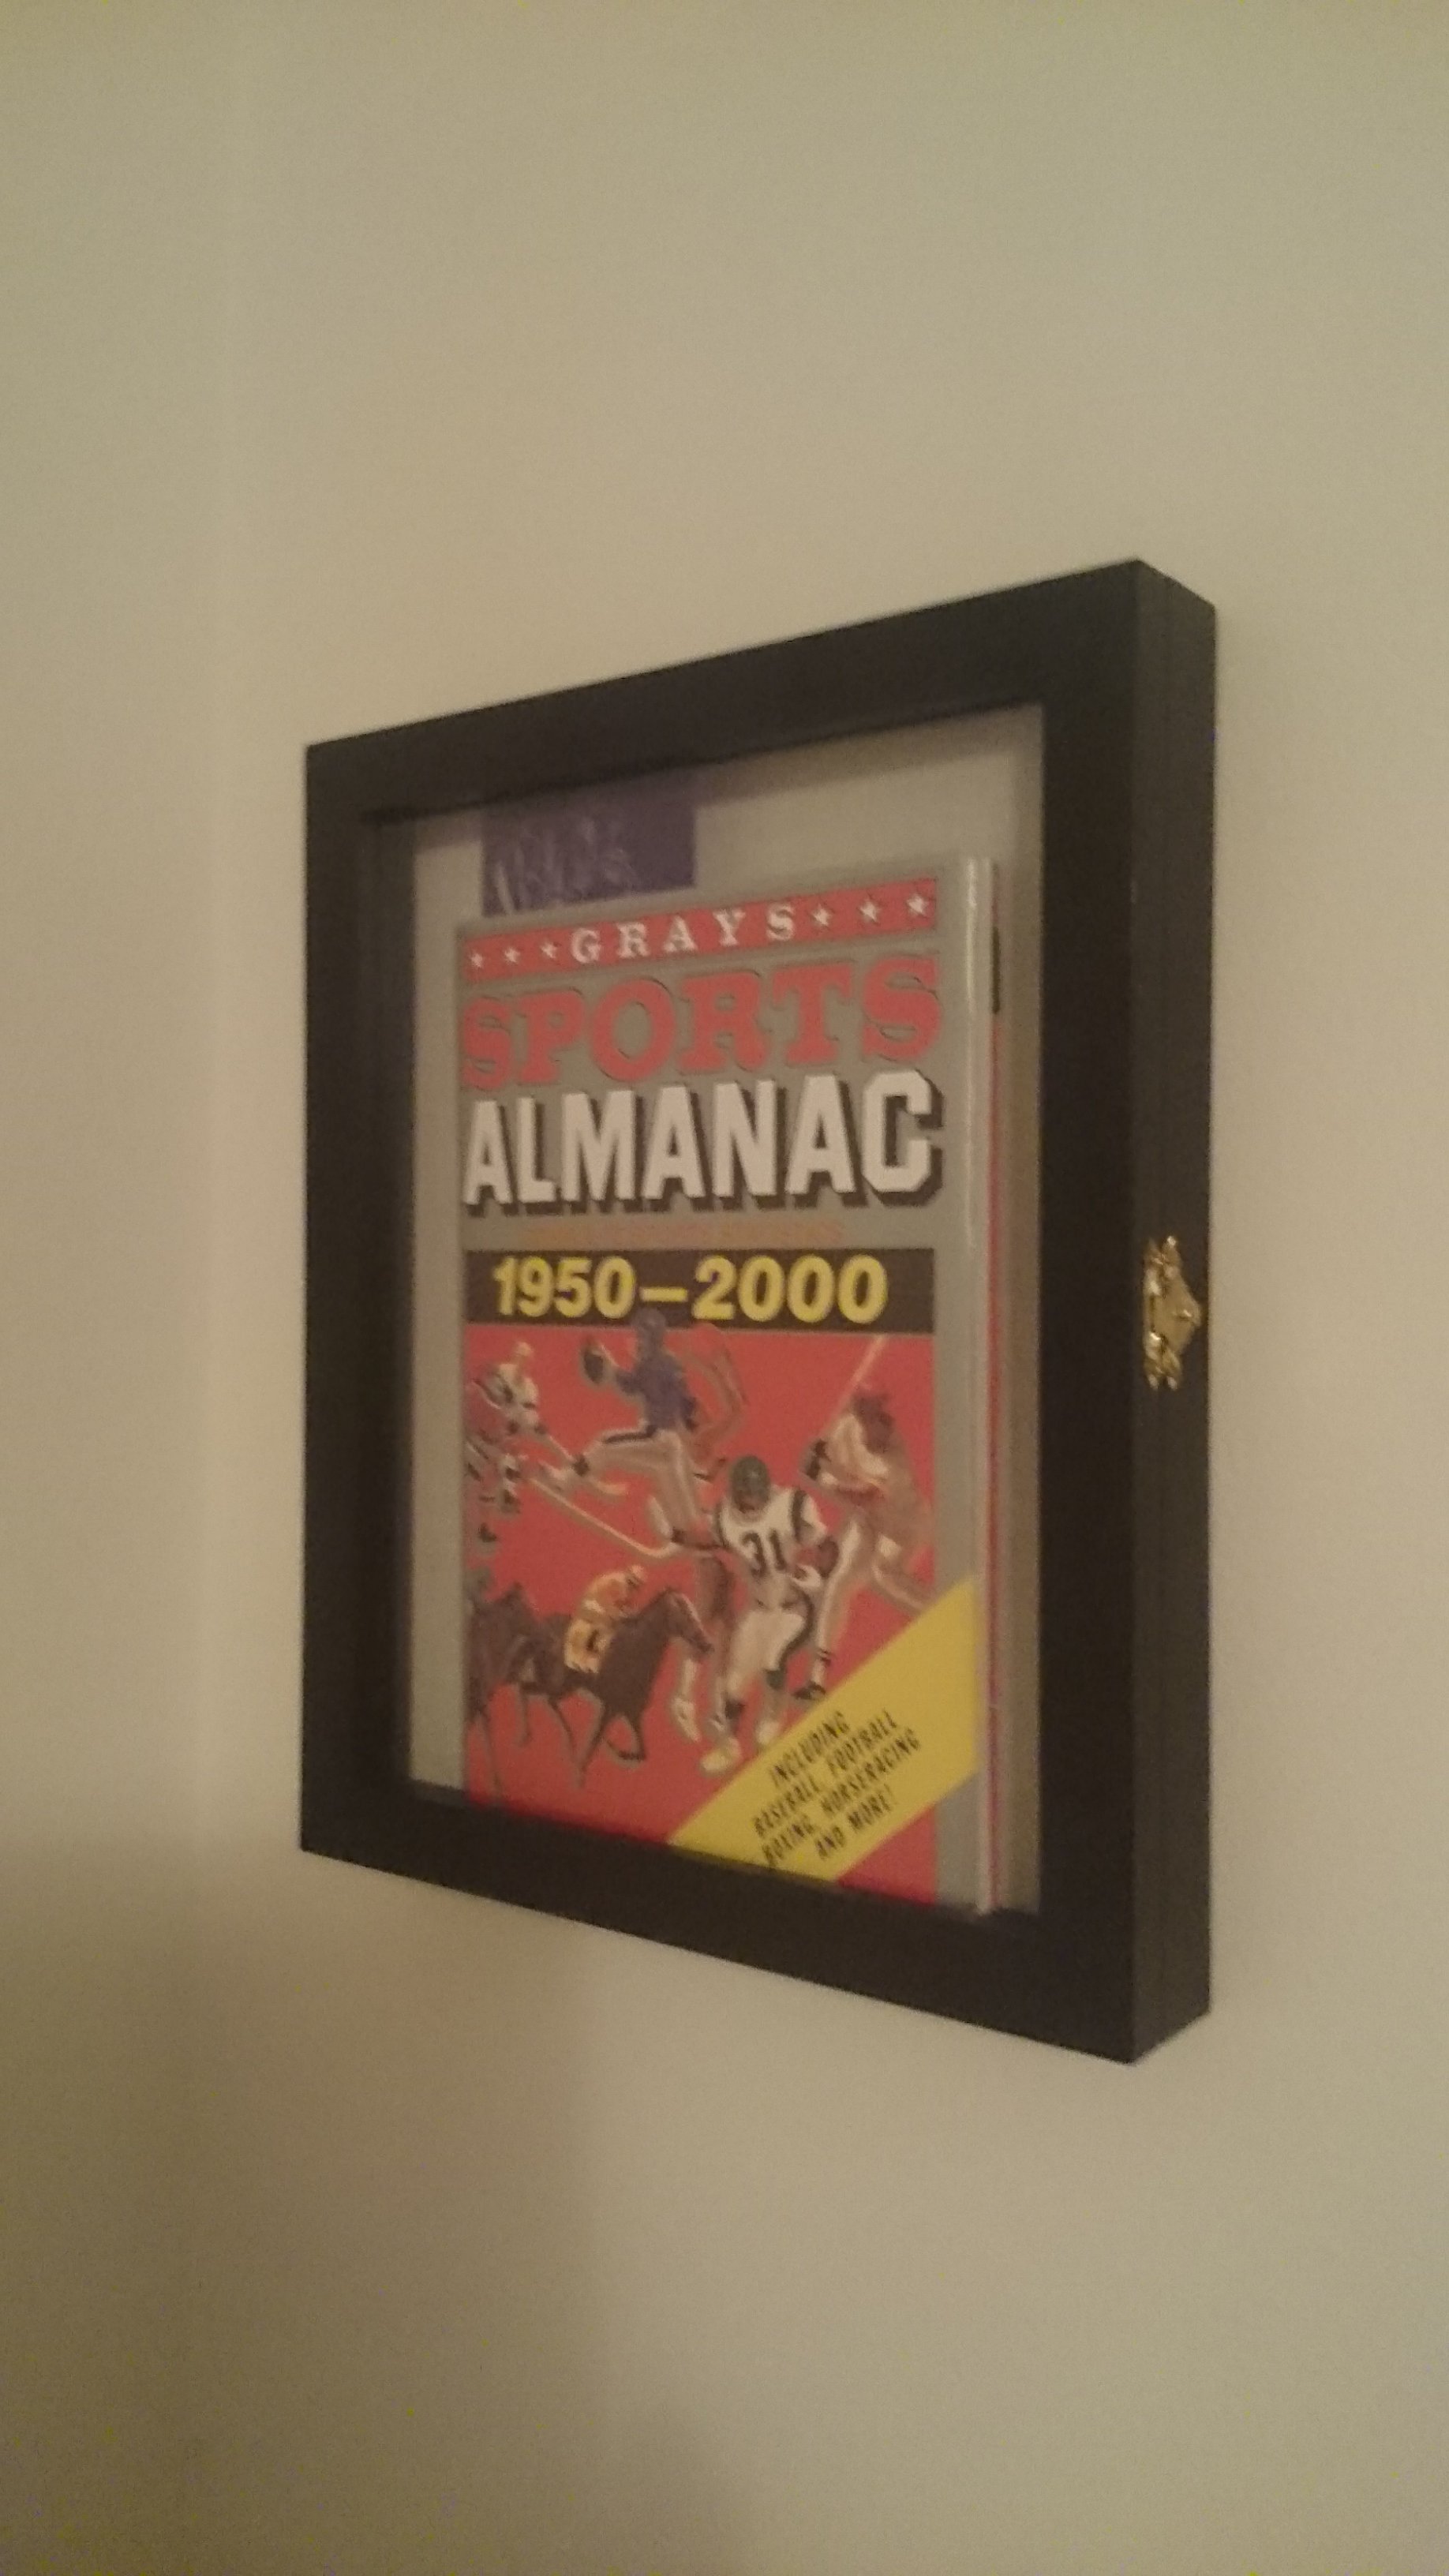 GRAYS
SPORTS
ALMANAC
1950-2000
31
INCLUDING
BASEBALL, FOOTBALL
BOXING, HORSERACING
AND MORE!